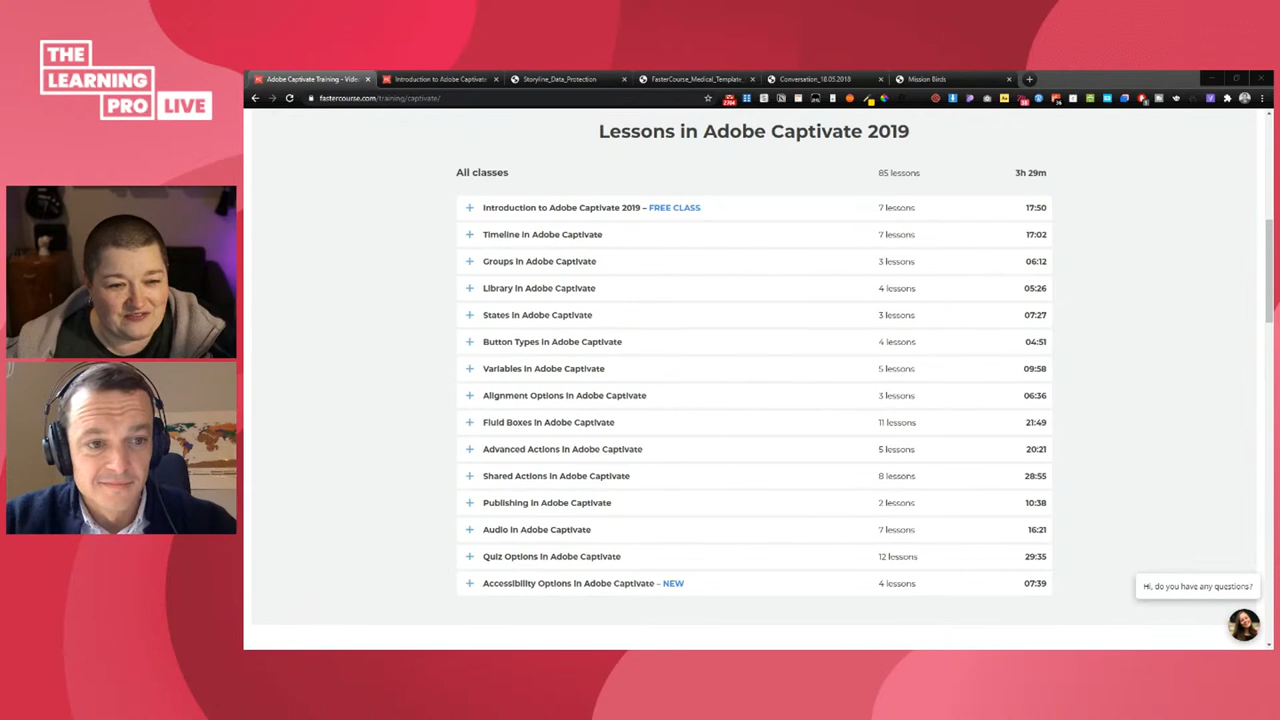 THE
LEARNING
PRO LIVE
Adobe Captivate Training - Vide
Introduction to Adobe Captivate
Storyline_Data_Protection
FasterCourse_Medical_Template_
Conversation_18.05.2018
Mission Birds
fastercourse.com/training/captivate/
2704
Lessons in Adobe Captivate 2019
All classes 85 lessons 3h 29m
Introduction to Adobe Captivate 2019 – FREE CLASS 7 lessons 17:50
Timeline in Adobe Captivate 7 lessons 17:02
Groups in Adobe Captivate 3 lessons 06:12
Library in Adobe Captivate 4 lessons 05:26
States in Adobe Captivate 3 lessons 07:27
Button Types in Adobe Captivate 4 lessons 04:51
Variables in Adobe Captivate 5 lessons 09:58
Alignment Options in Adobe Captivate 3 lessons 06:36
Fluid Boxes in Adobe Captivate 11 lessons 21:49
Advanced Actions in Adobe Captivate 5 lessons 20:21
Shared Actions in Adobe Captivate 8 lessons 28:55
Publishing in Adobe Captivate 2 lessons 10:38
Audio in Adobe Captivate 7 lessons 16:21
Quiz Options in Adobe Captivate 12 lessons 29:35
Accessibility Options in Adobe Captivate – NEW 4 lessons 07:39
Hi, do you have any questions?